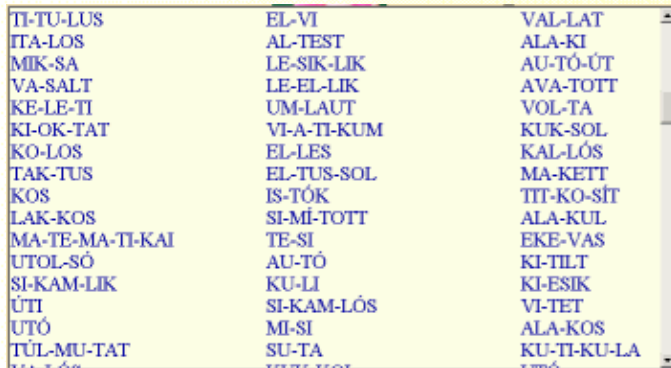 TI-TU-LUS EL-VI VAL-LAT
ITA-LOS AL-TEST ALA-KI
MIK-SA LE-SIK-LIK AU-TÓ-ÚT
VA-SALT LE-EL-LIK AVA-TOTT
KE-LE-TI UM-LAUT VOL-TA
KI-OK-TAT VI-A-TI-KUM KUK-SOL
KO-LOS EL-LES KAL-LÓS
TAK-TUS EL-TUS-SOL MA-KETT
KOS IS-TÓK TIT-KO-SÍT
LAK-KOS SI-MÍ-TOTT ALA-KUL
MA-TE-MA-TI-KAI TE-SI EKE-VAS
UTOL-SÓ AU-TÓ KI-TILT
SI-KAM-LIK KU-LI KI-ESIK
ÚTI SI-KAM-LÓS VI-TET
UTÓ MI-SI ALA-KOS
TÚL-MU-TAT SU-TA KU-TI-KU-LA